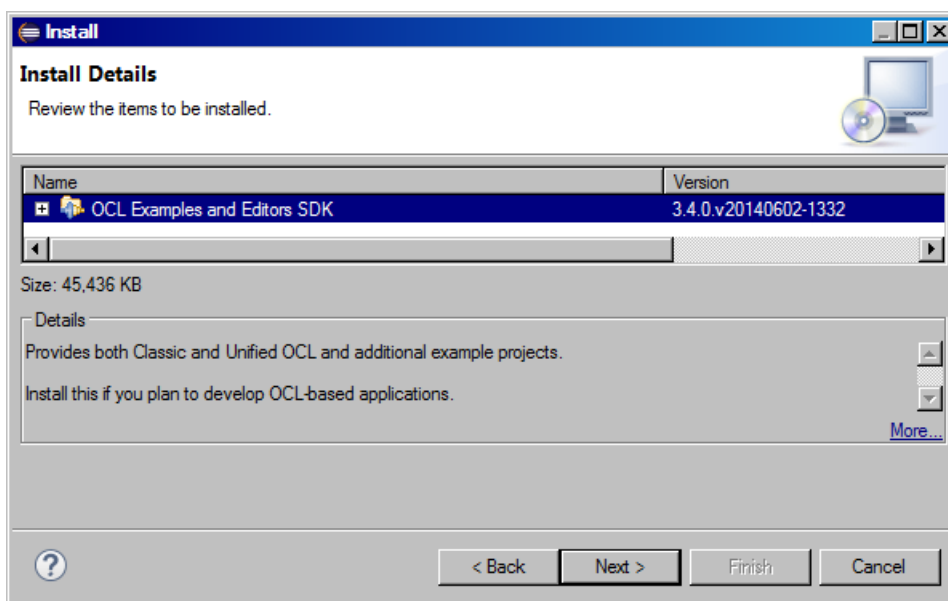 Install
Install Details
Review the items to be installed.
Name Version
OCL Examples and Editors SDK 3.4.0.v20140602-1332
Size: 45,436 KB
Details
Provides both Classic and Unified OCL and additional example projects.
Install this if you plan to develop OCL-based applications.
More...
? < Back Next > Finish Cancel